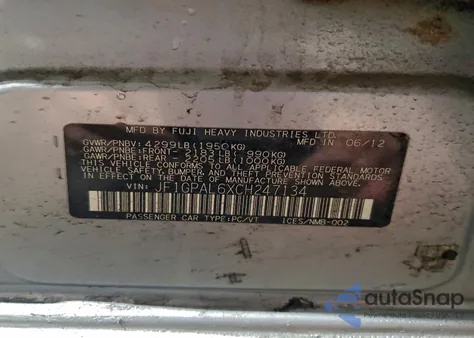 MFD BY FUJI HEAVY INDUSTRIES LTD. MADE IN 06/12
GVWR/PNBV: 4299LB(1950KG)
GAWR/PNBE:FRONT- 2183LB( 990KG)
GAWR/PNBE:REAR - 2205LB(1000KG)
THIS VEHICLE CONFORMS TO ALL APPLICABLE FEDERAL MOTOR
VEHICLE SAFETY, BUMPER, AND THEFT PREVENTION STANDARDS
IN EFFECT ON THE DATE OF MANUFACTURE SHOWN ABOVE.
VIN: JF1GPAL6XCH247134
PASSENGER CAR TYPE:PC/VT ICES/NMB-002
autoSnap